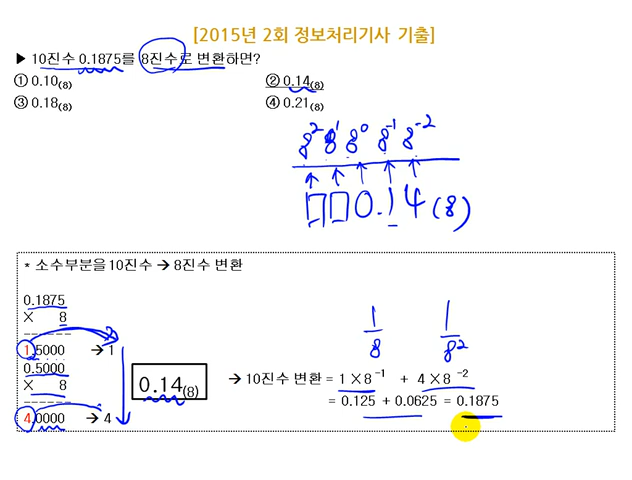 [2015년 2회 정보처리기사 기출]
▶ 10진수 0.1875를 8진수로 변환하면?
① 0.10(8) ② 0.14(8)
③ 0.18(8) ④ 0.21(8)
8² 8¹ 8⁰ 8⁻¹ 8⁻²
□□0.14(8)
* 소수부분을10진수 → 8진수 변환
0.1875
X 8
-------
1.5000 → 1
0.5000
X 8
-------
4.0000 → 4
0.14(8)
1/8 1/8²
→ 10진수 변환 = 1 X 8 ⁻¹ + 4 X 8 ⁻²
= 0.125 + 0.0625 = 0.1875